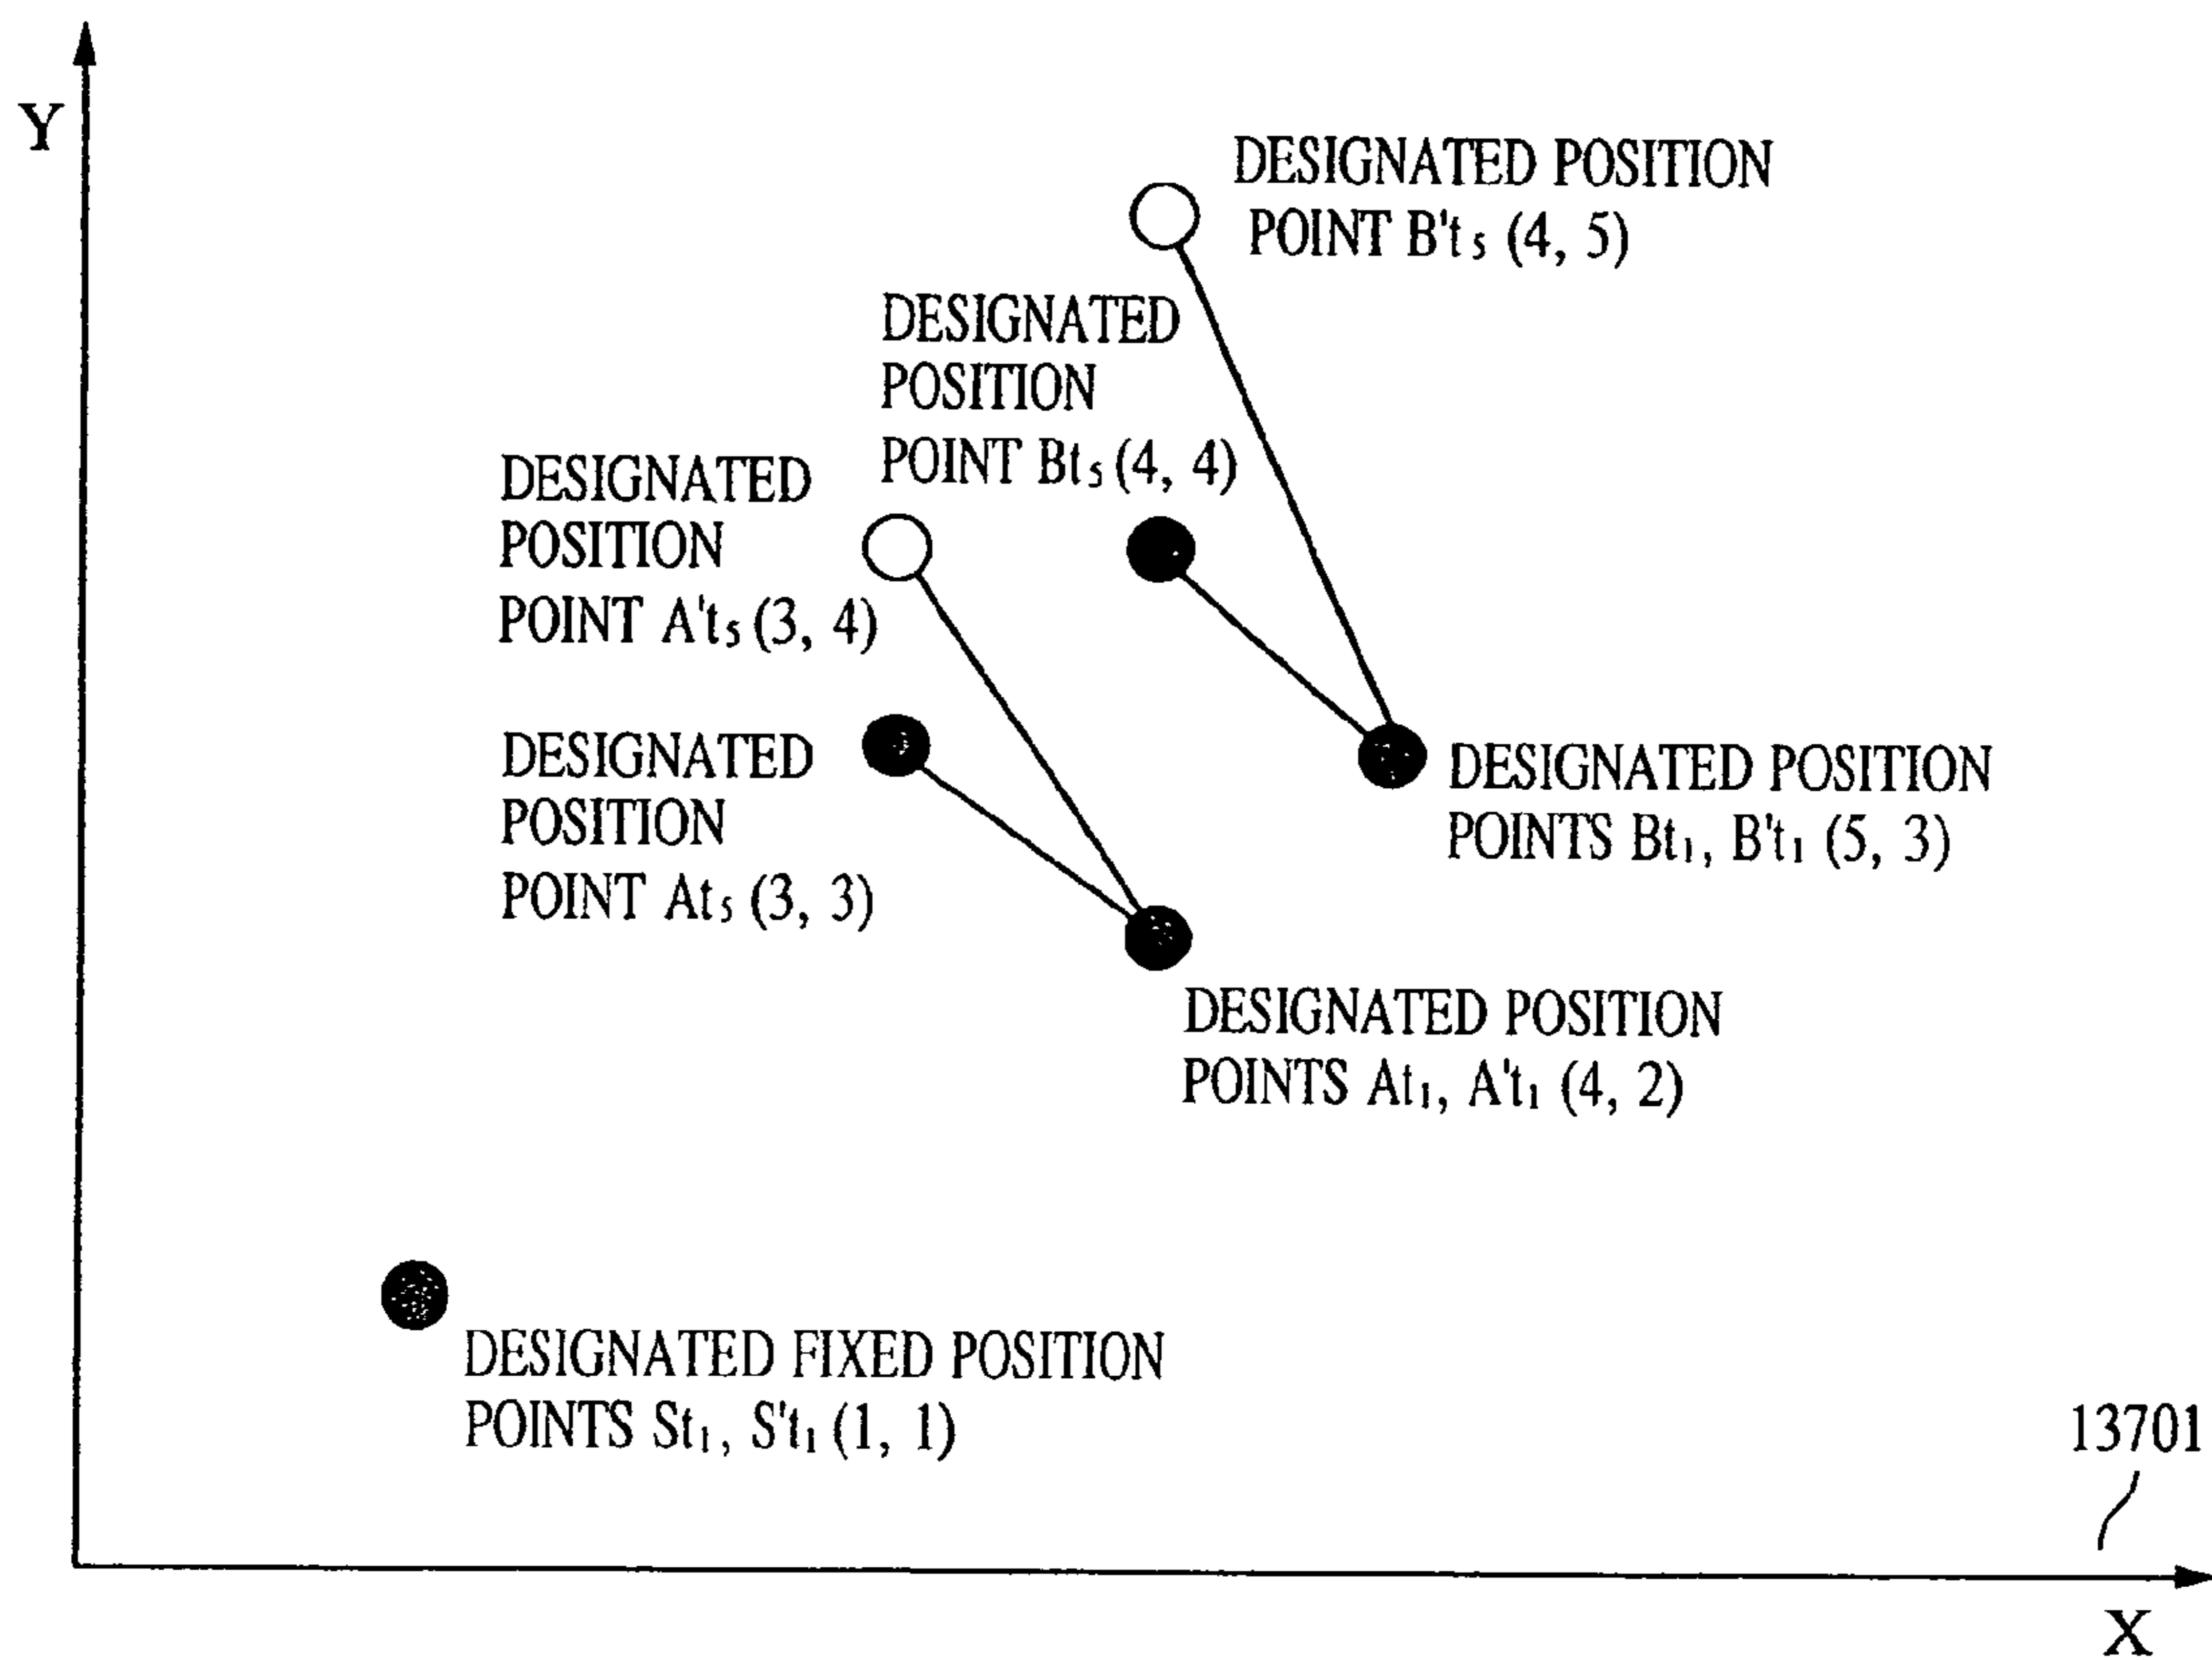 Y
DESIGNATED POSITION
POINT B't₅ (4, 5)
DESIGNATED
POSITION
POINT Bt₅ (4, 4)
DESIGNATED
POSITION
POINT A't₅ (3, 4)
DESIGNATED
POSITION
POINT At₅ (3, 3)
DESIGNATED POSITION
POINTS Bt₁, B't₁ (5, 3)
DESIGNATED POSITION
POINTS At₁, A't₁ (4, 2)
DESIGNATED FIXED POSITION
POINTS St₁, S't₁ (1, 1)
13701
X